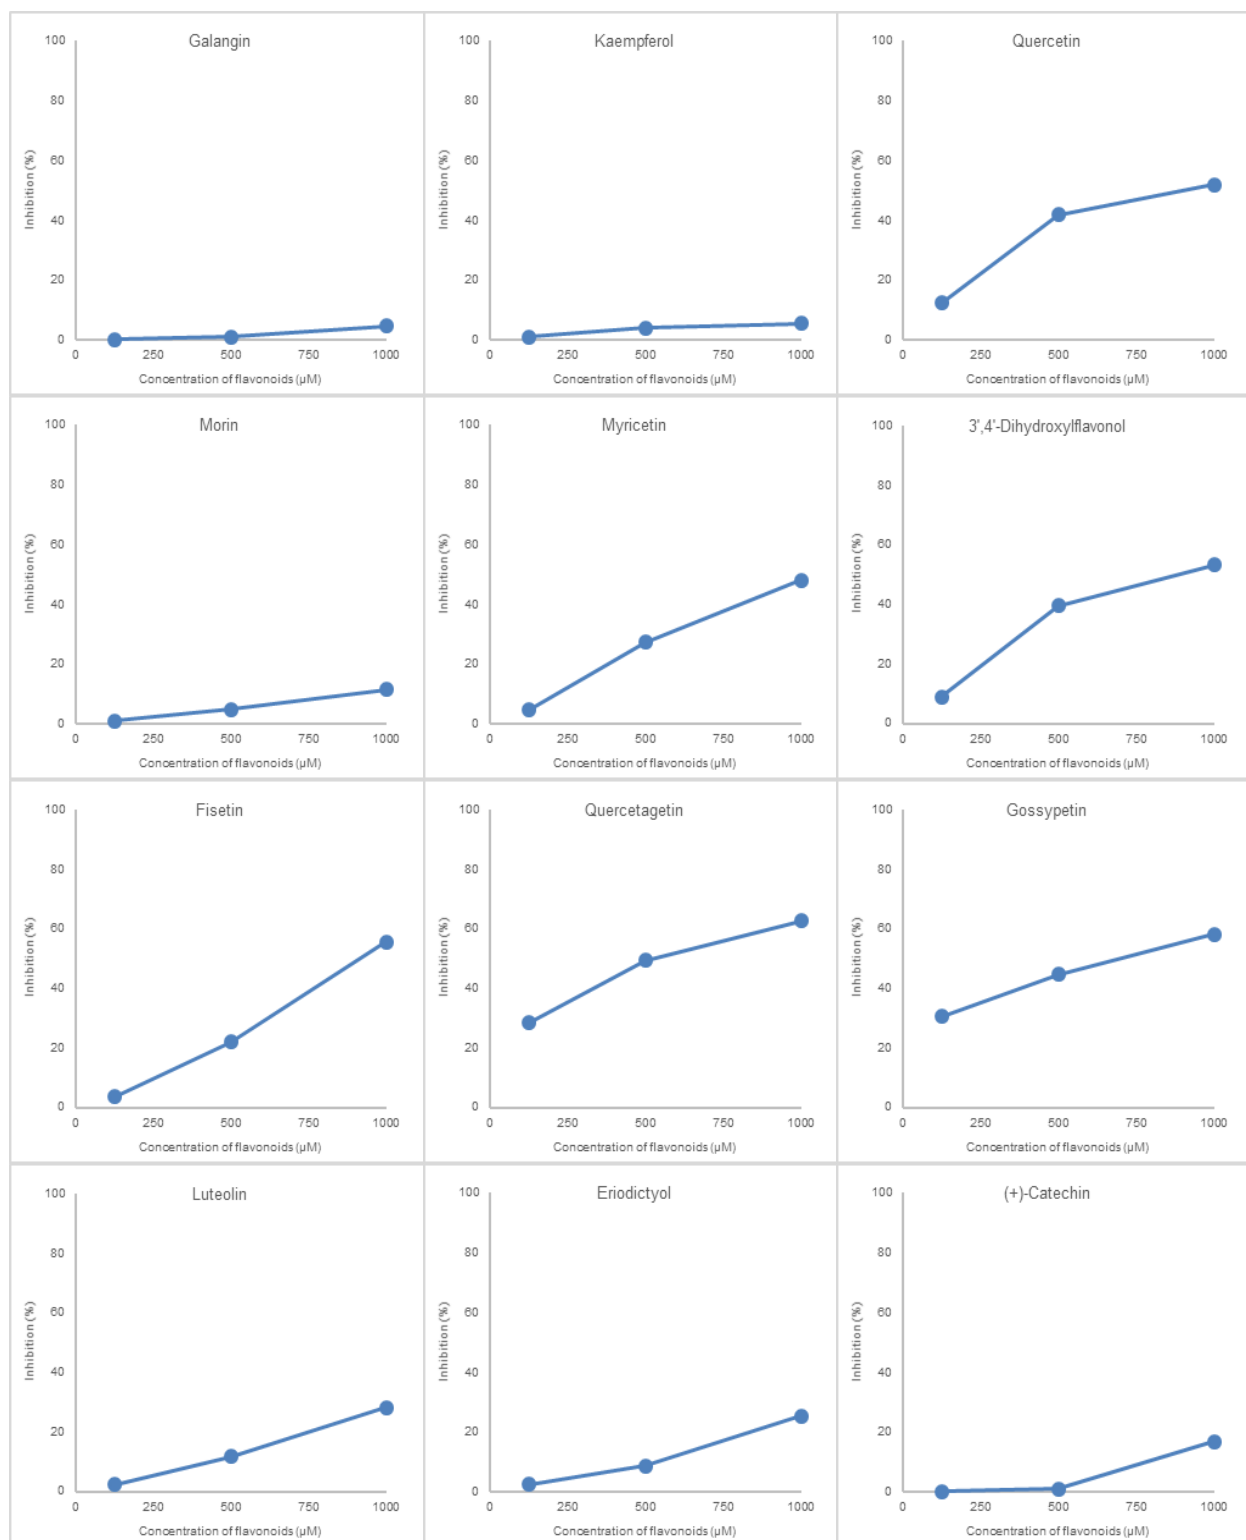 Galangin
100
80
60
40
20
0
Inhibition (%)
0 250 500 750 1000
Concentration of flavonoids (µM)
Kaempferol
100
80
60
40
20
0
Inhibition (%)
0 250 500 750 1000
Concentration of flavonoids (µM)
Quercetin
100
80
60
40
20
0
Inhibition (%)
0 250 500 750 1000
Concentration of flavonoids (µM)
Morin
100
80
60
40
20
0
Inhibition (%)
0 250 500 750 1000
Concentration of flavonoids (µM)
Myricetin
100
80
60
40
20
0
Inhibition (%)
0 250 500 750 1000
Concentration of flavonoids (µM)
3',4'-Dihydroxylflavonol
100
80
60
40
20
0
Inhibition (%)
0 250 500 750 1000
Concentration of flavonoids (µM)
Fisetin
100
80
60
40
20
0
Inhibition (%)
0 250 500 750 1000
Concentration of flavonoids (µM)
Quercetagetin
100
80
60
40
20
0
Inhibition (%)
0 250 500 750 1000
Concentration of flavonoids (µM)
Gossypetin
100
80
60
40
20
0
Inhibition (%)
0 250 500 750 1000
Concentration of flavonoids (µM)
Luteolin
100
80
60
40
20
0
Inhibition (%)
0 250 500 750 1000
Concentration of flavonoids (µM)
Eriodictyol
100
80
60
40
20
0
Inhibition (%)
0 250 500 750 1000
Concentration of flavonoids (µM)
(+)-Catechin
100
80
60
40
20
0
Inhibition (%)
0 250 500 750 1000
Concentration of flavonoids (µM)